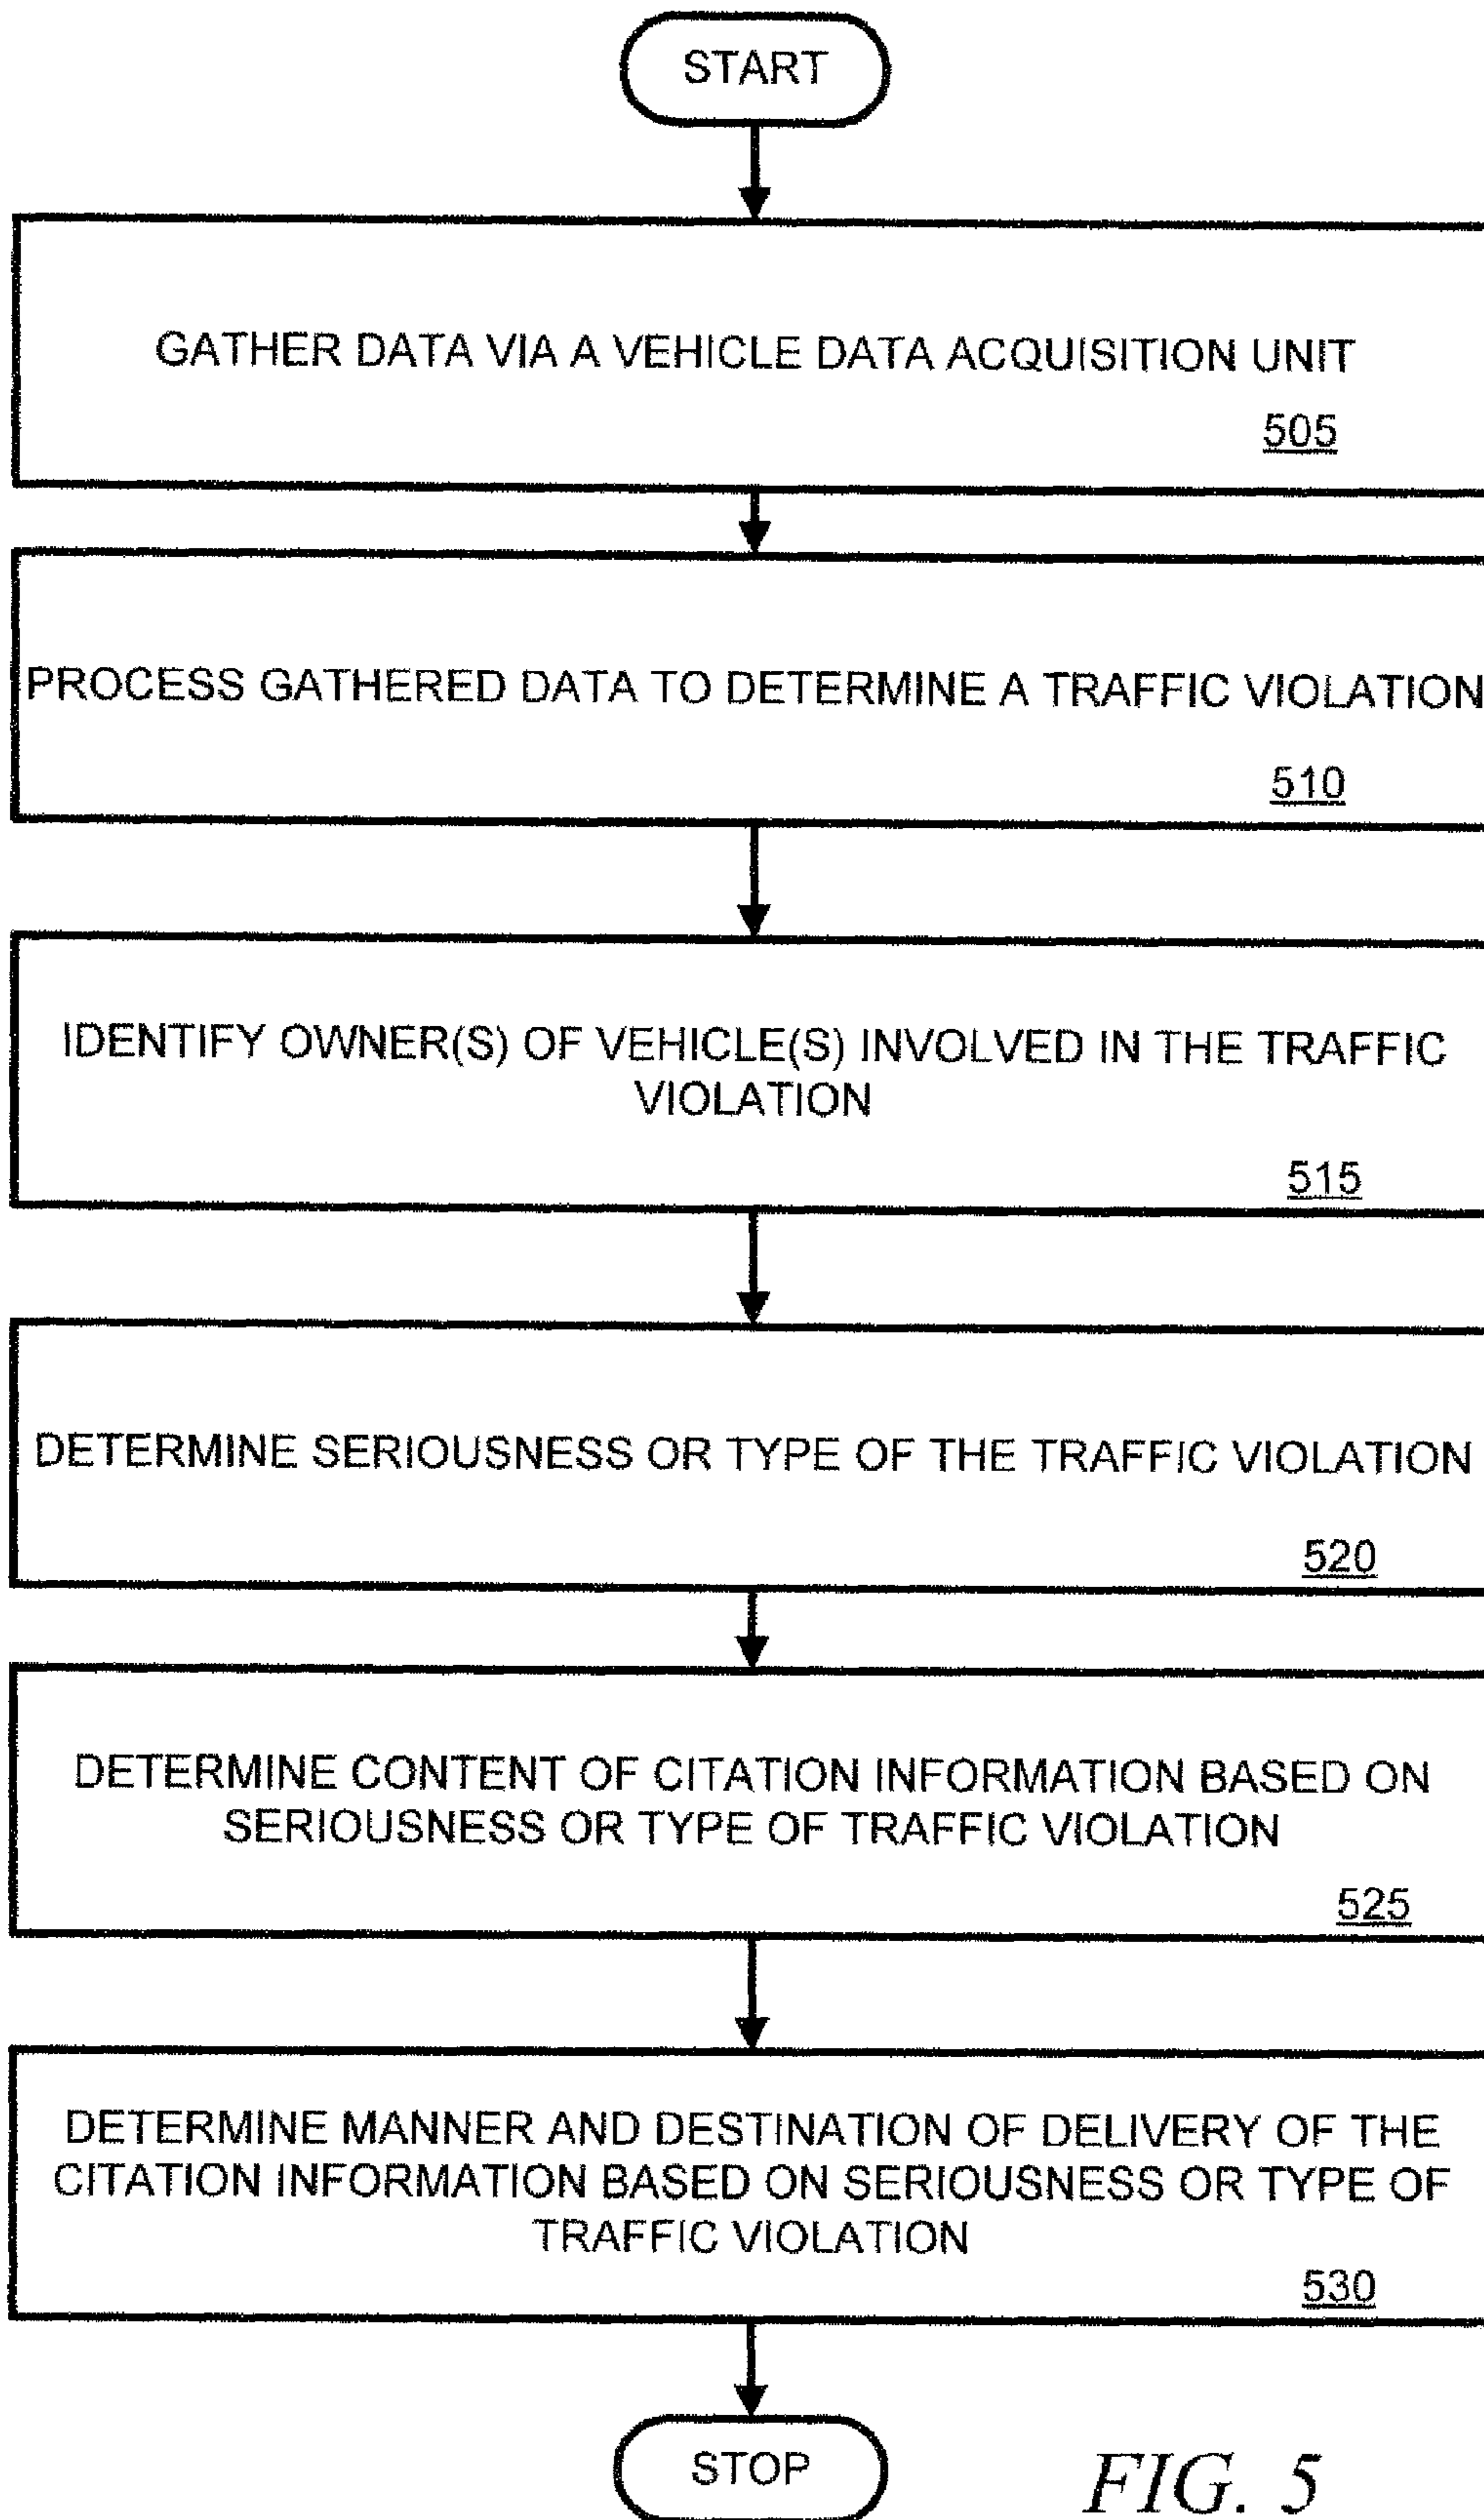 START
GATHER DATA VIA A VEHICLE DATA ACQUISITION UNIT
505
PROCESS GATHERED DATA TO DETERMINE A TRAFFIC VIOLATION
510
IDENTIFY OWNER(S) OF VEHICLE(S) INVOLVED IN THE TRAFFIC
VIOLATION
515
DETERMINE SERIOUSNESS OR TYPE OF THE TRAFFIC VIOLATION
520
DETERMINE CONTENT OF CITATION INFORMATION BASED ON
SERIOUSNESS OR TYPE OF TRAFFIC VIOLATION
525
DETERMINE MANNER AND DESTINATION OF DELIVERY OF THE
CITATION INFORMATION BASED ON SERIOUSNESS OR TYPE OF
TRAFFIC VIOLATION
530
STOP
FIG. 5